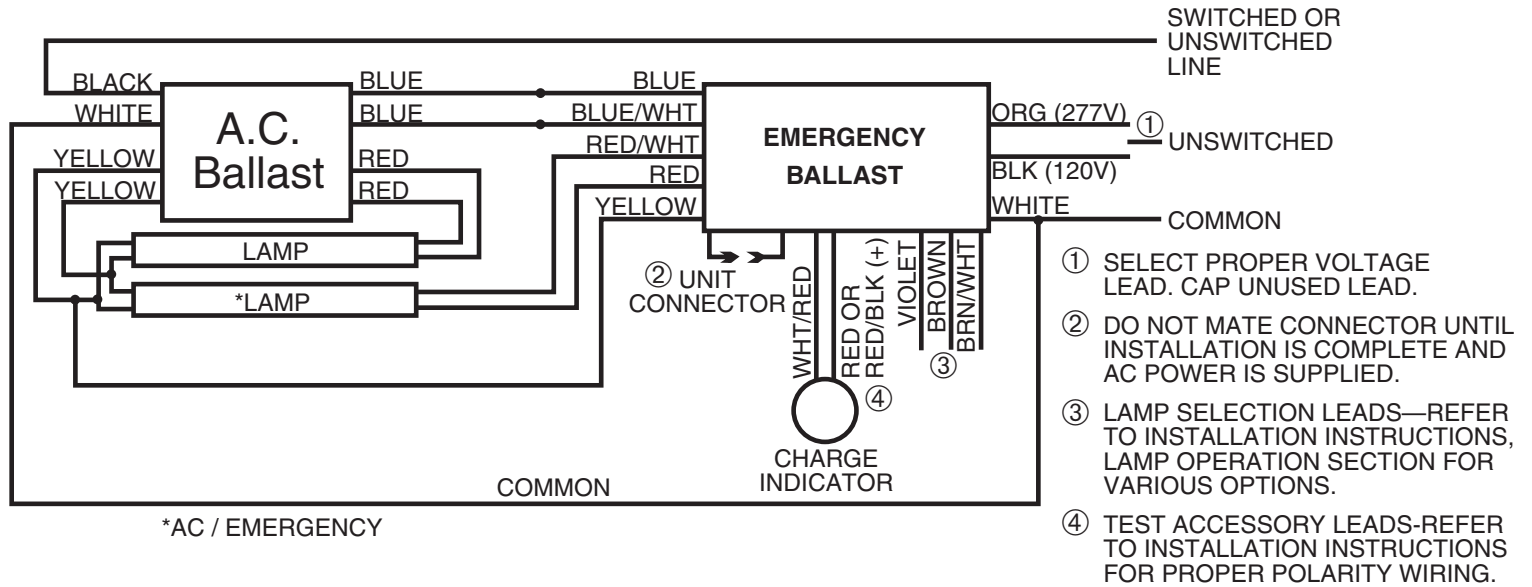 SWITCHED OR
UNSWITCHED
LINE
BLACK
WHITE
YELLOW
YELLOW
A.C.
Ballast
BLUE
BLUE
RED
RED
BLUE
BLUE/WHT
RED/WHT
RED
YELLOW
EMERGENCY
BALLAST
ORG (277V)
①
UNSWITCHED
BLK (120V)
WHITE
COMMON
LAMP
*LAMP
② UNIT
CONNECTOR
WHT/RED
RED OR
RED/BLK (+)
VIOLET
BROWN
BRN/WHT
③
④
CHARGE
INDICATOR
COMMON
*AC / EMERGENCY
① SELECT PROPER VOLTAGE
LEAD. CAP UNUSED LEAD.
② DO NOT MATE CONNECTOR UNTIL
INSTALLATION IS COMPLETE AND
AC POWER IS SUPPLIED.
③ LAMP SELECTION LEADS—REFER
TO INSTALLATION INSTRUCTIONS,
LAMP OPERATION SECTION FOR
VARIOUS OPTIONS.
④ TEST ACCESSORY LEADS-REFER
TO INSTALLATION INSTRUCTIONS
FOR PROPER POLARITY WIRING.